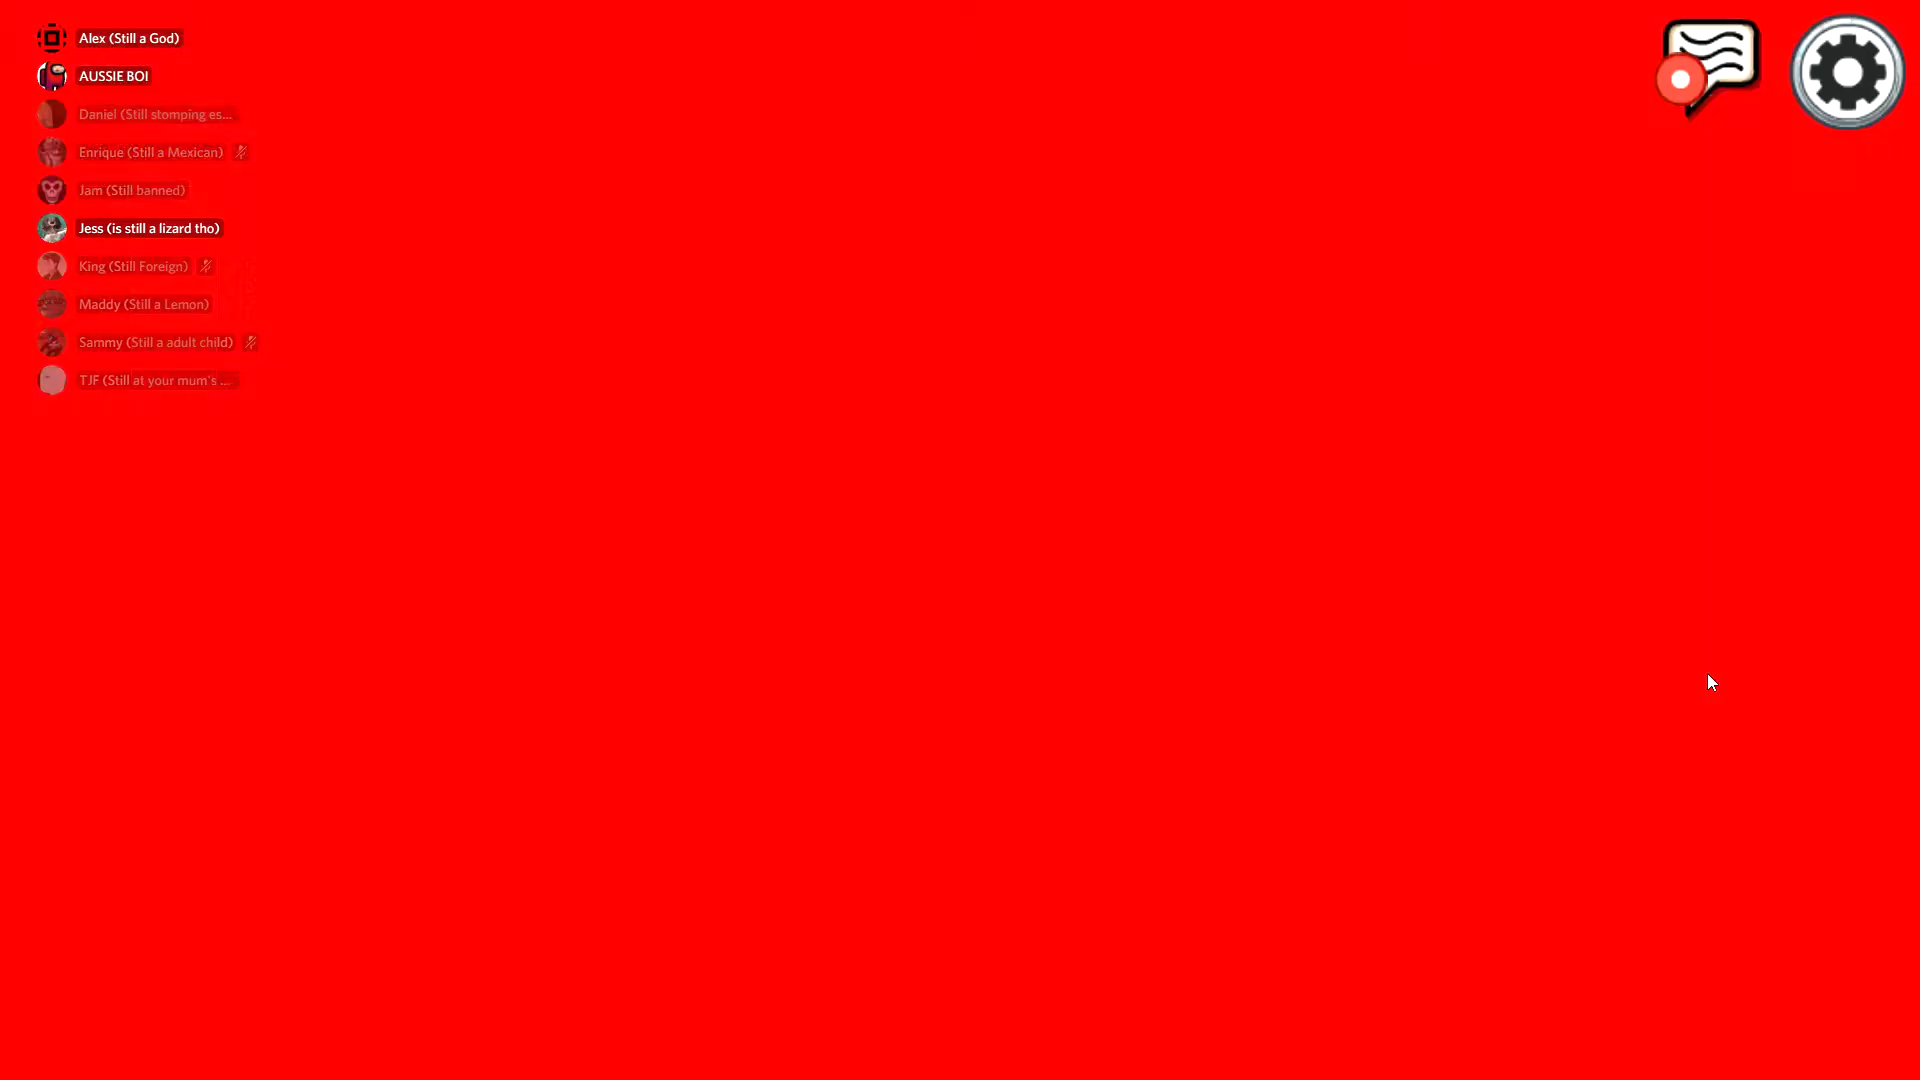 Alex (Still a God)
AUSSIE BOI
Daniel (Still stomping es...
Enrique (Still a Mexican)
Jam (Still banned)
Jess (is still a lizard tho)
King (Still Foreign)
Maddy (Still a Lemon)
Sammy (Still a adult child)
TJF (Still at your mum's ...